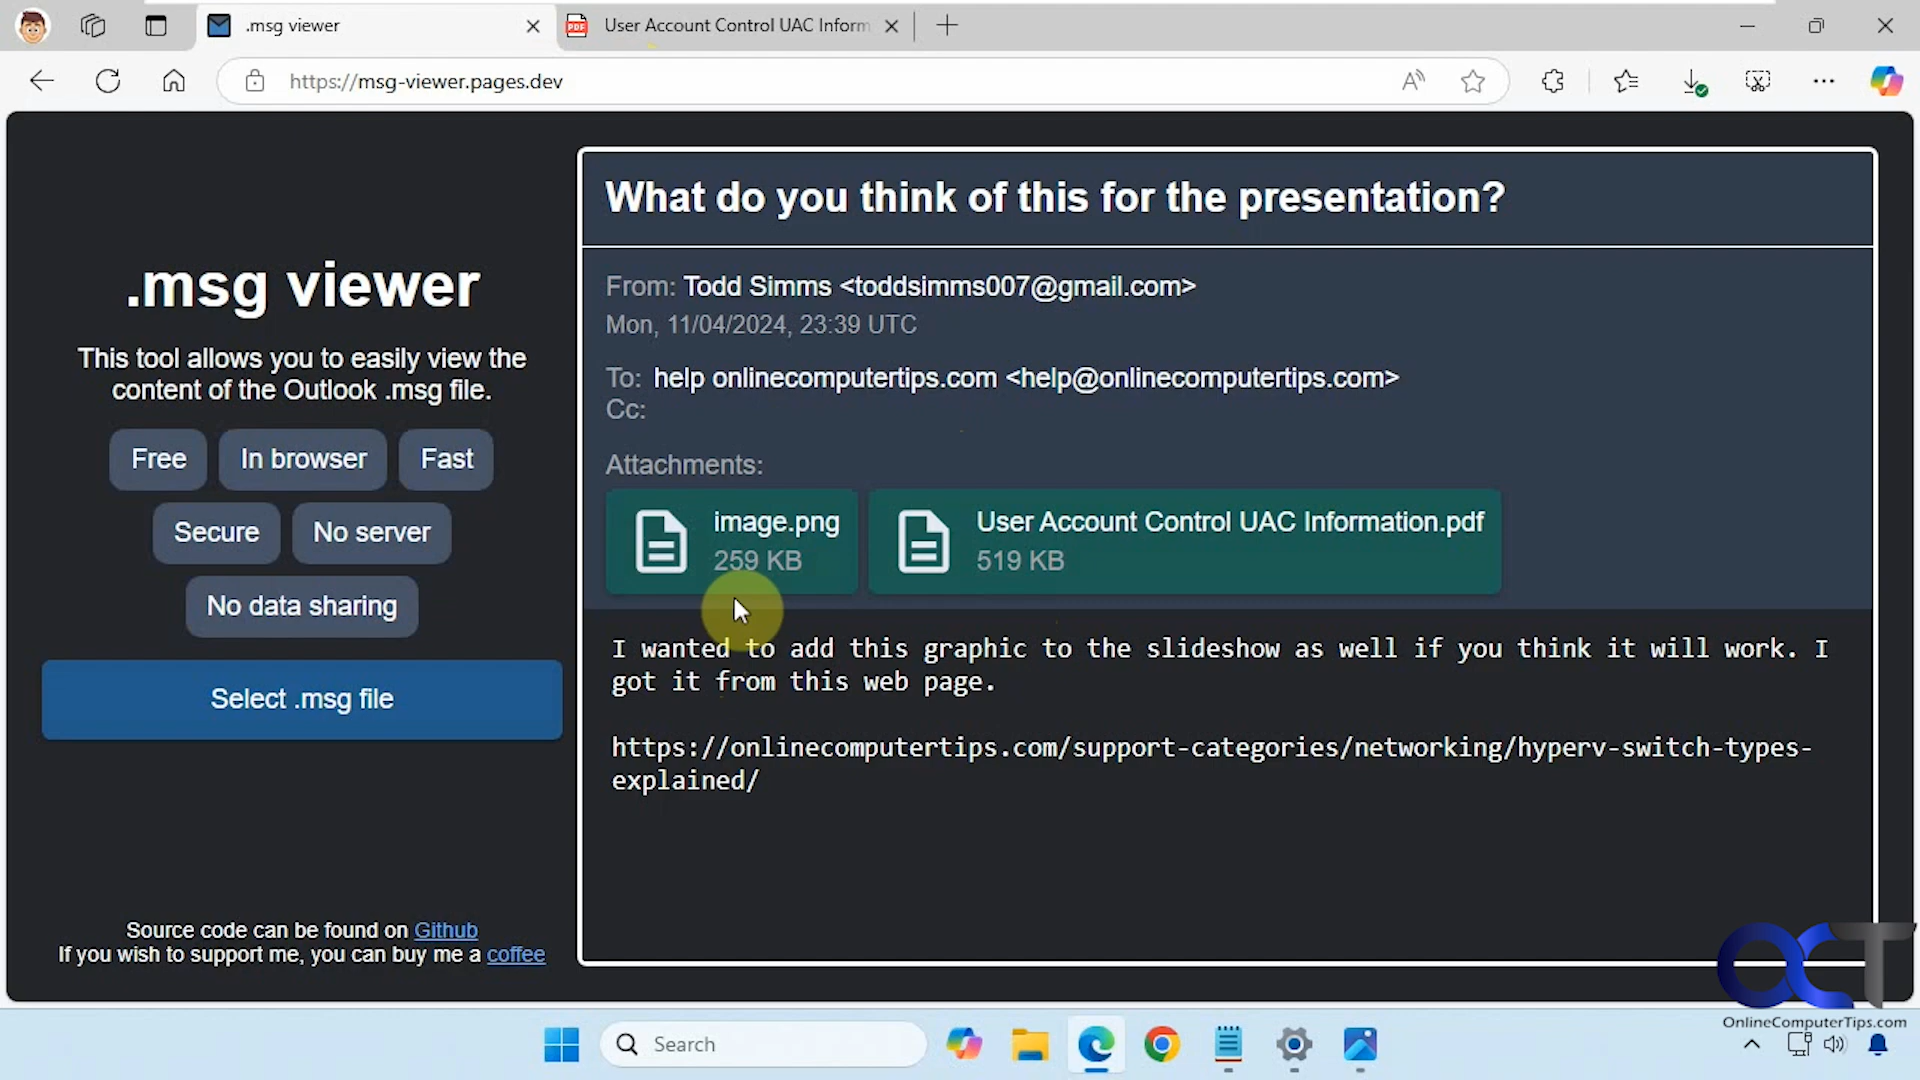 .msg viewer
User Account Control UAC Inform
https://msg-viewer.pages.dev
.msg viewer
This tool allows you to easily view the
content of the Outlook .msg file.
Free In browser Fast
Secure No server
No data sharing
Select .msg file
Source code can be found on Github
If you wish to support me, you can buy me a coffee
What do you think of this for the presentation?
From: Todd Simms <toddsimms007@gmail.com>
Mon, 11/04/2024, 23:39 UTC
To: help onlinecomputertips.com <help@onlinecomputertips.com>
Cc:
Attachments:
image.png
259 KB
User Account Control UAC Information.pdf
519 KB
I wanted to add this graphic to the slideshow as well if you think it will work. I
got it from this web page.
https://onlinecomputertips.com/support-categories/networking/hyperv-switch-types-
explained/
OCT
OnlineComputerTips.com
Search